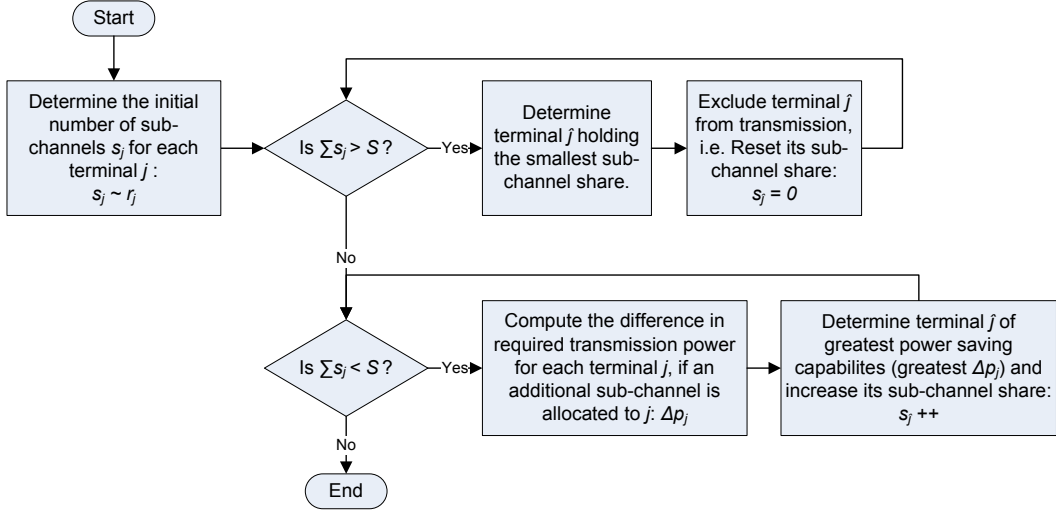 Start
Determine the initial
number of sub-
channels sj for each
terminal j :
sj ~ rj
Is ∑sj > S ?
Yes
Determine
terminal ĵ holding
the smallest sub-
channel share.
Exclude terminal ĵ
from transmission,
i.e. Reset its sub-
channel share:
sĵ = 0
No
Is ∑sj < S ?
Yes
Compute the difference in
required transmission power
for each terminal j, if an
additional sub-channel is
allocated to j: Δpj
Determine terminal ĵ of
greatest power saving
capabilites (greatest Δpj) and
increase its sub-channel share:
sĵ ++
No
End